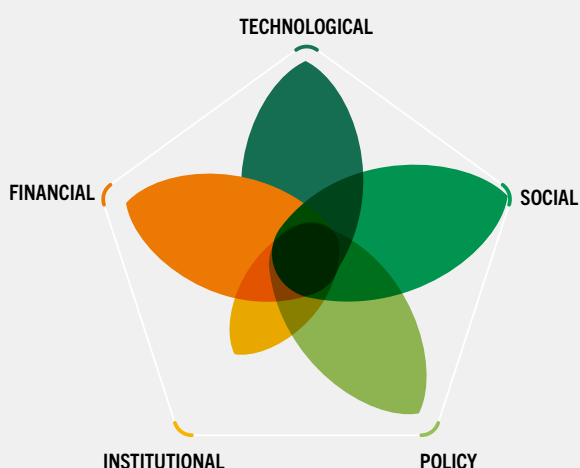 TECHNOLOGICAL
FINANCIAL
SOCIAL
INSTITUTIONAL
POLICY